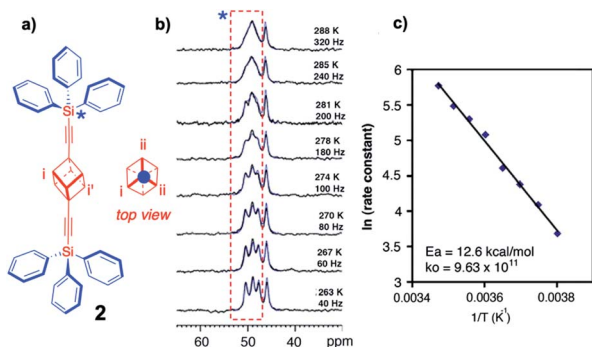 a)
Si
*
i
i'
ii
ii
i
top view
Si
2
b)
*
288 K
320 Hz
285 K
240 Hz
281 K
200 Hz
278 K
180 Hz
274 K
100 Hz
270 K
80 Hz
267 K
60 Hz
.263 K
40 Hz
60 50 40 ppm
c)
ln (rate constant)
6
5.5
5
4.5
4
3.5
3
Ea = 12.6 kcal/mol
ko = 9.63 x 10¹¹
0.0034 0.0036 0.0038
1/T (K⁻¹)